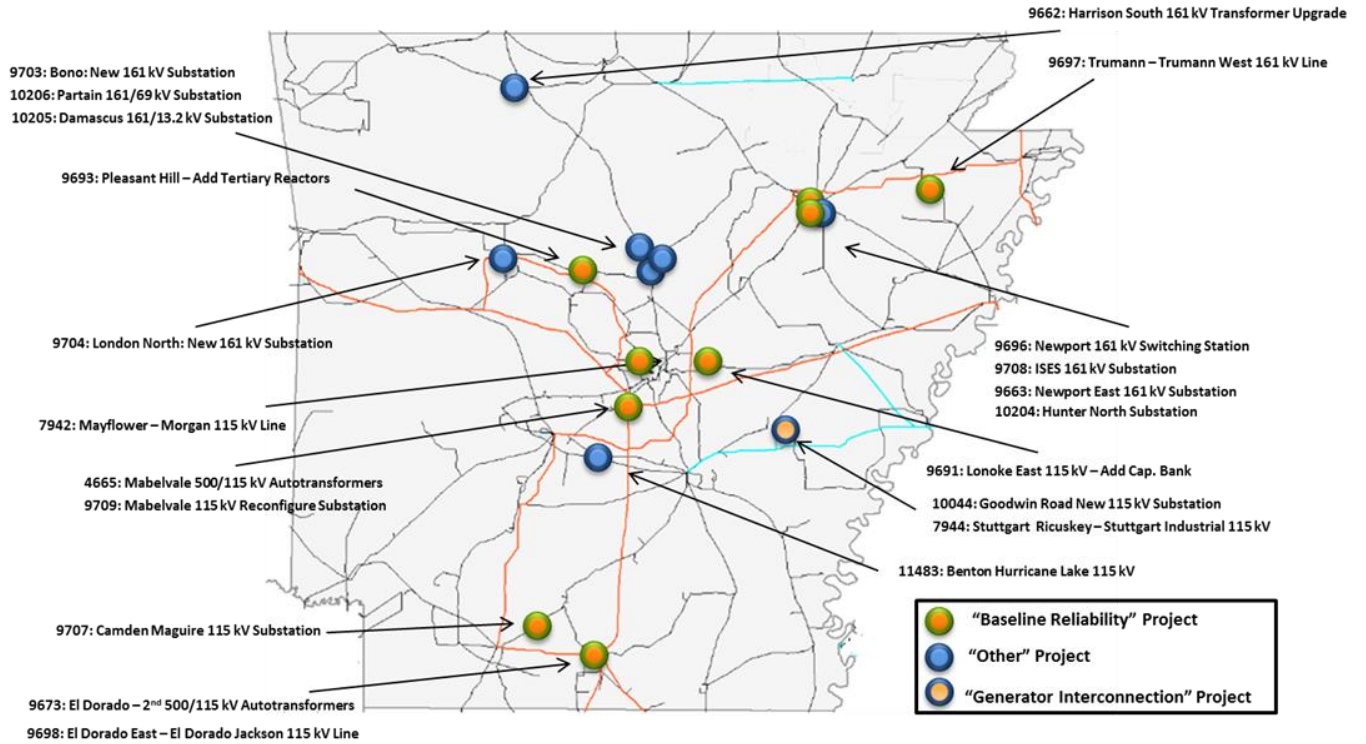 9662: Harrison South 161 kV Transformer Upgrade
9697: Trumann – Trumann West 161 kV Line
9703: Bono: New 161 kV Substation
10206: Partain 161/69 kV Substation
10205: Damascus 161/13.2 kV Substation
9693: Pleasant Hill – Add Tertiary Reactors
9704: London North: New 161 kV Substation
7942: Mayflower – Morgan 115 kV Line
4665: Mabelvale 500/115 kV Autotransformers
9709: Mabelvale 115 kV Reconfigure Substation
9707: Camden Maguire 115 kV Substation
9673: El Dorado – 2nd 500/115 kV Autotransformers
9698: El Dorado East – El Dorado Jackson 115 kV Line
9696: Newport 161 kV Switching Station
9708: ISES 161 kV Substation
9663: Newport East 161 kV Substation
10204: Hunter North Substation
9691: Lonoke East 115 kV – Add Cap. Bank
10044: Goodwin Road New 115 kV Substation
7944: Stuttgart Ricuskey – Stuttgart Industrial 115 kV
11483: Benton Hurricane Lake 115 kV
"Baseline Reliability" Project
"Other" Project
"Generator Interconnection" Project